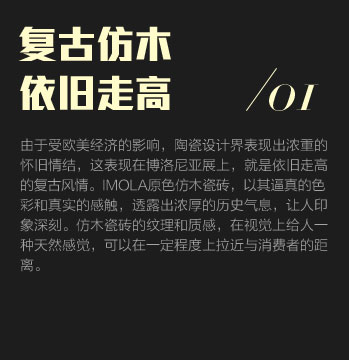 复古仿木
依旧走高
/01
由于受欧美经济的影响，陶瓷设计界表现出浓重的
怀旧情结，这表现在博洛尼亚展上，就是依旧走高
的复古风情。IMOLA原色仿木瓷砖，以其逼真的色
彩和真实的感触，透露出浓厚的历史气息，让人印
象深刻。仿木瓷砖的纹理和质感，在视觉上给人一
种天然感觉，可以在一定程度上拉近与消费者的距
离。